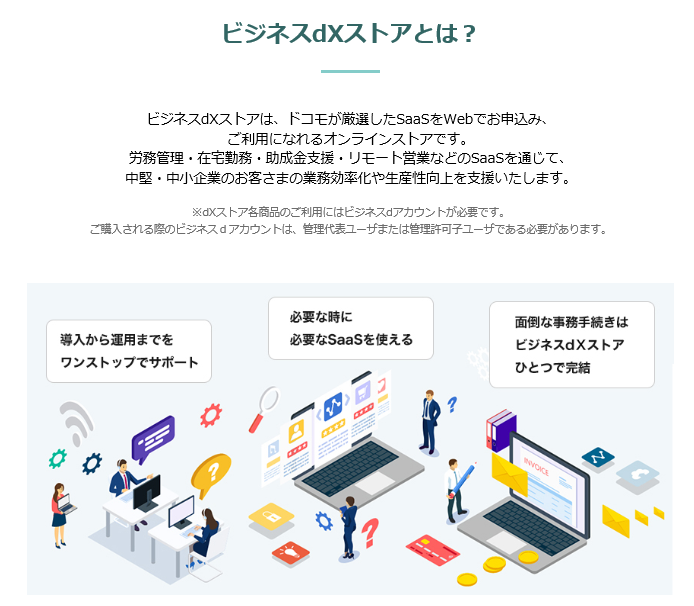 ビジネスdXストアとは？
ビジネスdXストアは、ドコモが厳選したSaaSをWebでお申込み、
ご利用になれるオンラインストアです。
労務管理・在宅勤務・助成金支援・リモート営業などのSaaSを通じて、
中堅・中小企業のお客さまの業務効率化や生産性向上を支援いたします。
※dXストア各商品のご利用にはビジネスdアカウントが必要です。
ご購入される際のビジネスｄアカウントは、管理代表ユーザまたは管理許可子ユーザである必要があります。
導入から運用までを
ワンストップでサポート
必要な時に
必要なSaaSを使える
面倒な事務手続きは
ビジネスdXストア
ひとつで完結
INVOICE